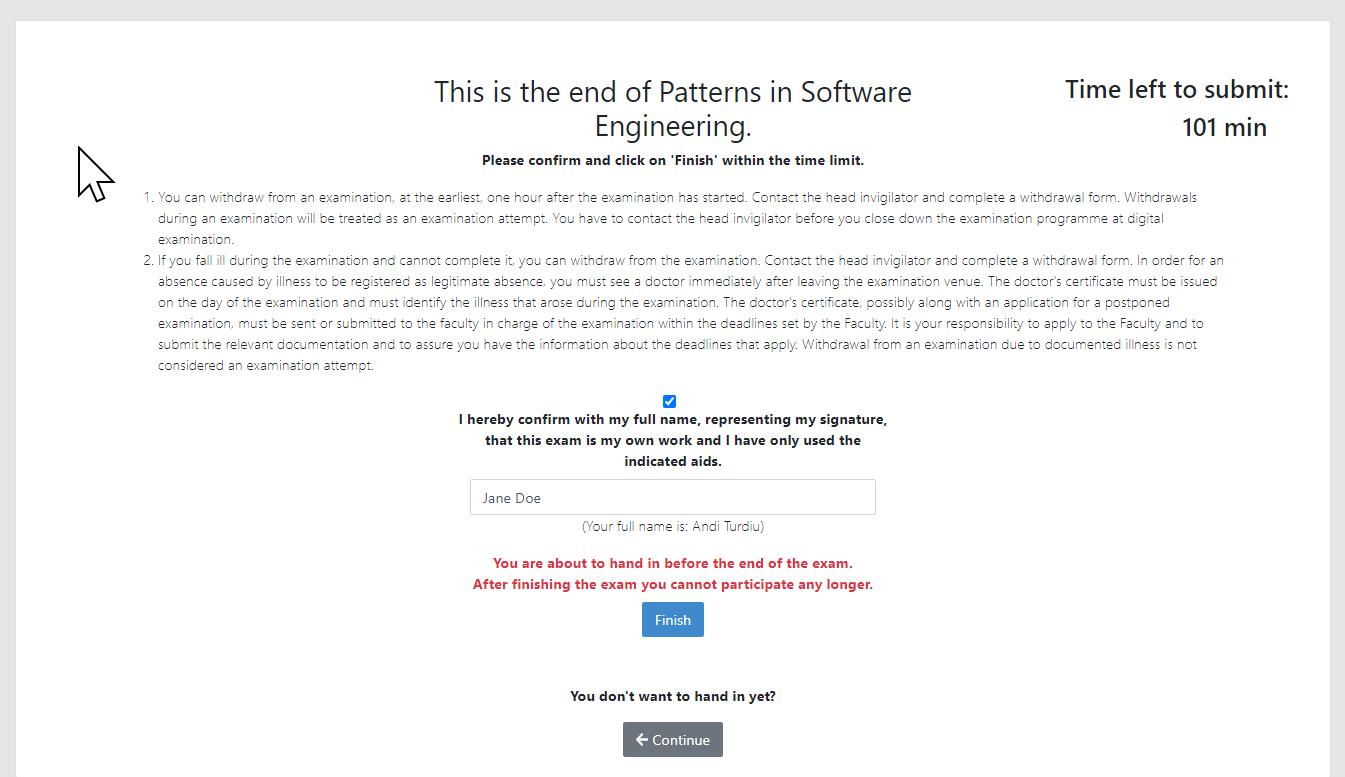 This is the end of Patterns in Software
Engineering.
Time left to submit:
101 min
Please confirm and click on 'Finish' within the time limit.
1. You can withdraw from an examination, at the earliest, one hour after the examination has started. Contact the head invigilator and complete a withdrawal form. Withdrawals
during an examination will be treated as an examination attempt. You have to contact the head invigilator before you close down the examination programme at digital
examination.
2. If you fall ill during the examination and cannot complete it, you can withdraw from the examination. Contact the head invigilator and complete a withdrawal form. In order for an
absence caused by illness to be registered as legitimate absence, you must see a doctor immediately after leaving the examination venue. The doctor's certificate must be issued
on the day of the examination and must identify the illness that arose during the examination. The doctor's certificate, possibly along with an application for a postponed
examination, must be sent or submitted to the faculty in charge of the examination within the deadlines set by the Faculty. It is your responsibility to apply to the Faculty and to
submit the relevant documentation and to assure you have the information about the deadlines that apply. Withdrawal from an examination due to documented illness is not
considered an examination attempt.
I hereby confirm with my full name, representing my signature,
that this exam is my own work and I have only used the
indicated aids.
Jane Doe
(Your full name is: Andi Turdiu)
You are about to hand in before the end of the exam.
After finishing the exam you cannot participate any longer.
Finish
You don't want to hand in yet?
Continue